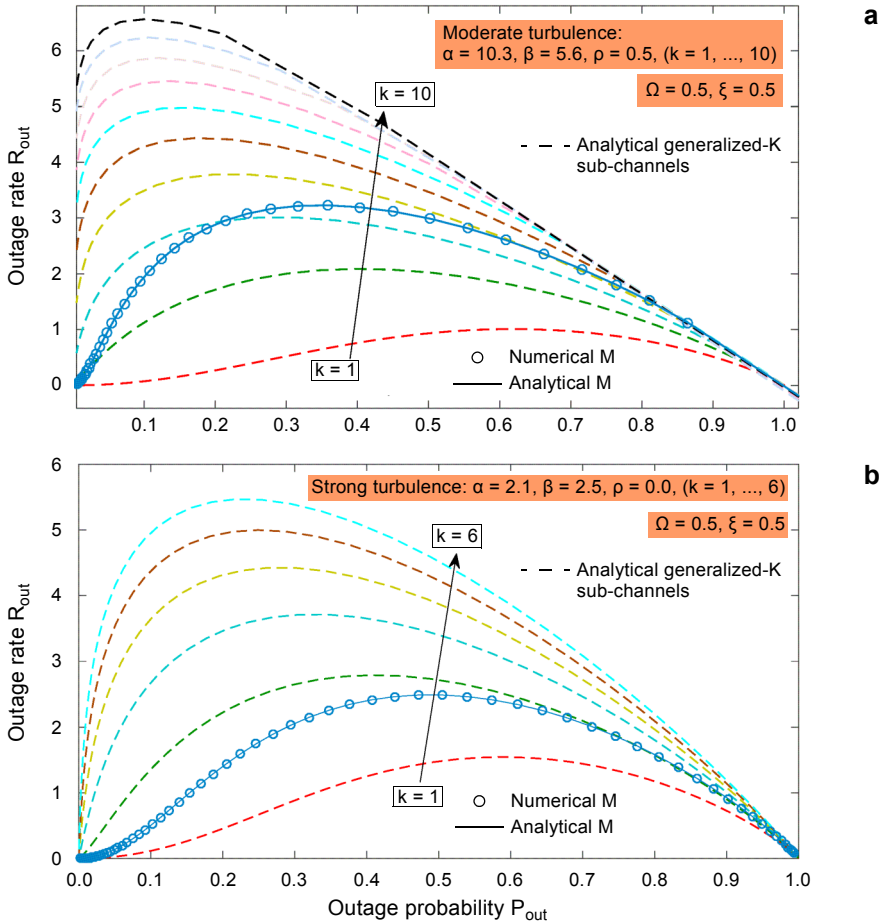 a
Moderate turbulence:
α = 10.3, β = 5.6, ρ = 0.5, (k = 1, ..., 10)
Ω = 0.5, ξ = 0.5
k = 10
Analytical generalized-K
sub-channels
k = 1
Numerical M
Analytical M
Outage rate R_out
6
5
4
3
2
1
0
0.1 0.2 0.3 0.4 0.5 0.6 0.7 0.8 0.9 1.0
b
Strong turbulence: α = 2.1, β = 2.5, ρ = 0.0, (k = 1, ..., 6)
Ω = 0.5, ξ = 0.5
k = 6
Analytical generalized-K
sub-channels
k = 1
Numerical M
Analytical M
Outage rate R_out
6
5
4
3
2
1
0
0.0 0.1 0.2 0.3 0.4 0.5 0.6 0.7 0.8 0.9 1.0
Outage probability P_out